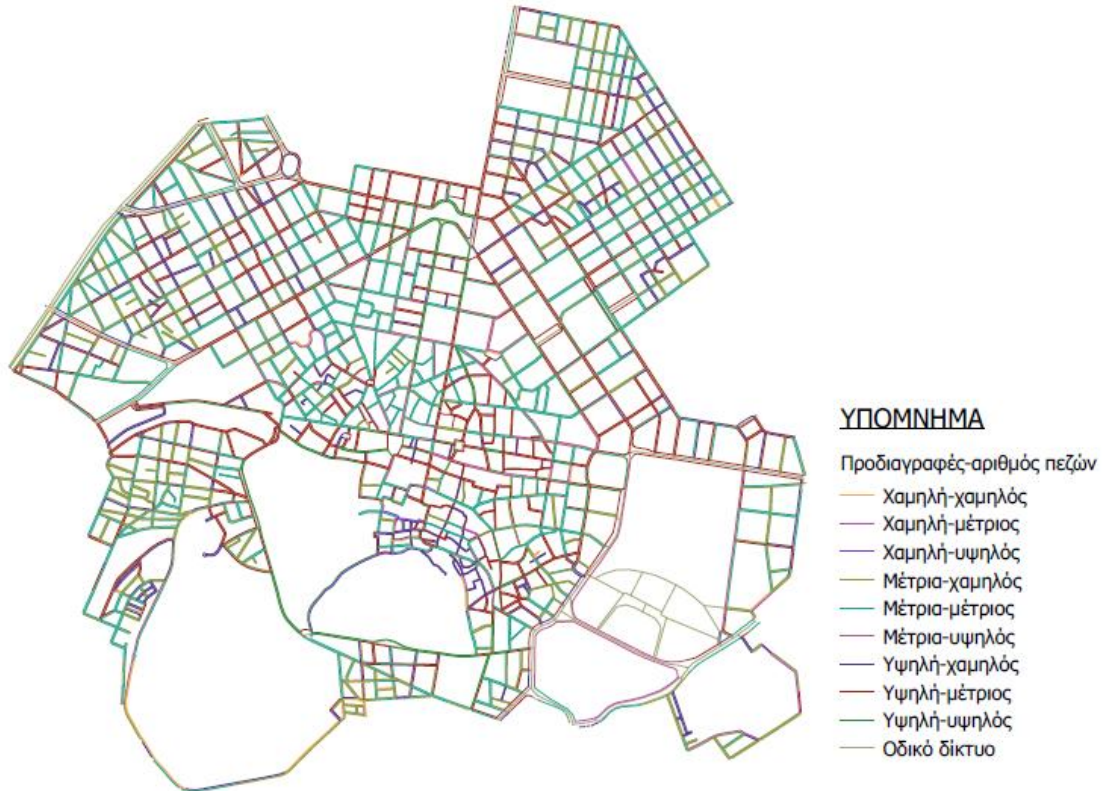 ΥΠΟΜΝΗΜΑ
Προδιαγραφές-αριθμός πεζών
Χαμηλή-χαμηλός
Χαμηλή-μέτριος
Χαμηλή-υψηλός
Μέτρια-χαμηλός
Μέτρια-μέτριος
Μέτρια-υψηλός
Υψηλή-χαμηλός
Υψηλή-μέτριος
Υψηλή-υψηλός
Οδικό δίκτυο